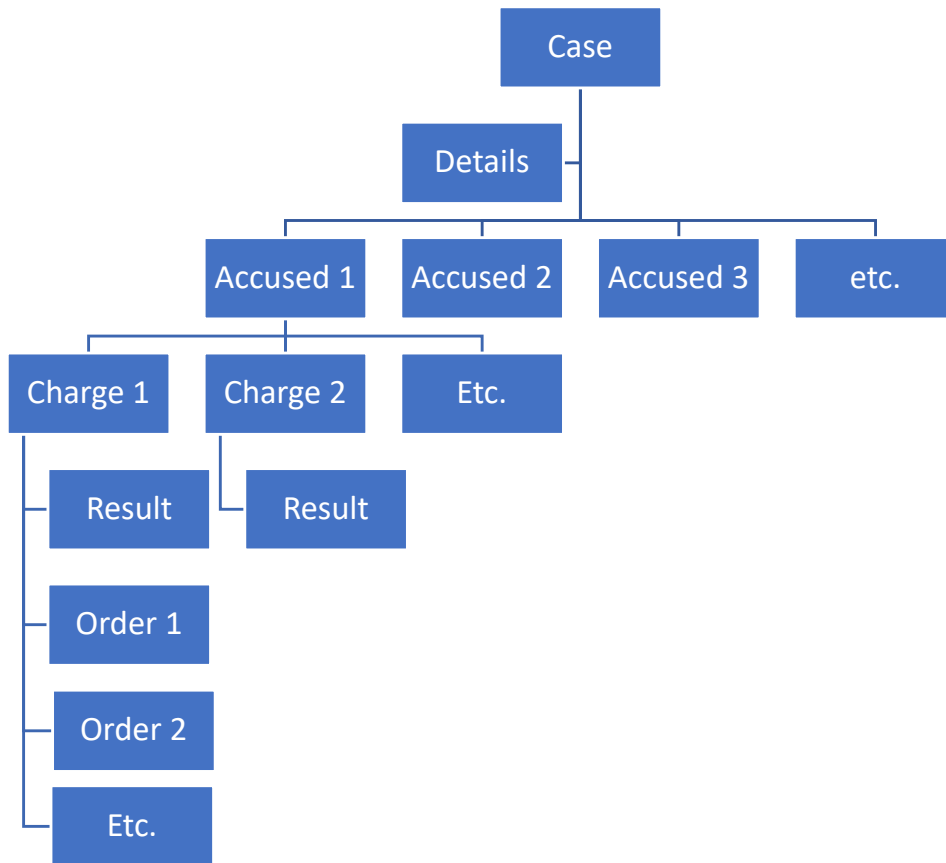 Case
Details
Accused 1
Accused 2
Accused 3
etc.
Charge 1
Charge 2
Etc.
Result
Result
Order 1
Order 2
Etc.